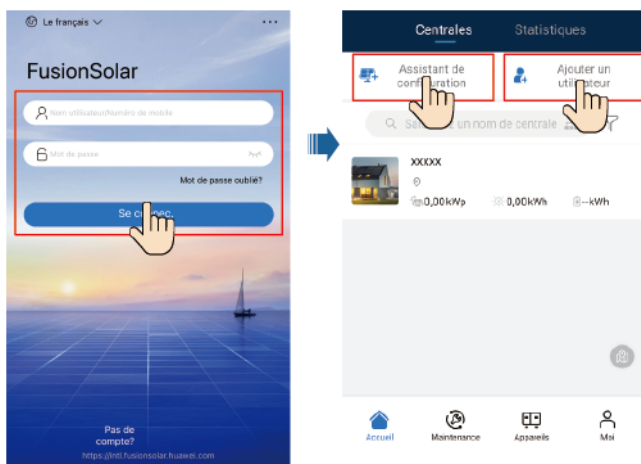 Le français
FusionSolar
Nom utilisateur/Numéro de mobile
Mot de passe
Mot de passe oublié?
Se connec.
Pas de
compte?
https://intl.fusionsolar.huawei.com
Centrales
Statistiques
Assistant de
configuration
Ajouter un
utilisateur
un nom de centrale
XXXXX
0,00kWp
0,00kWh
--kWh
Accueil
Maintenance
Appareils
Moi